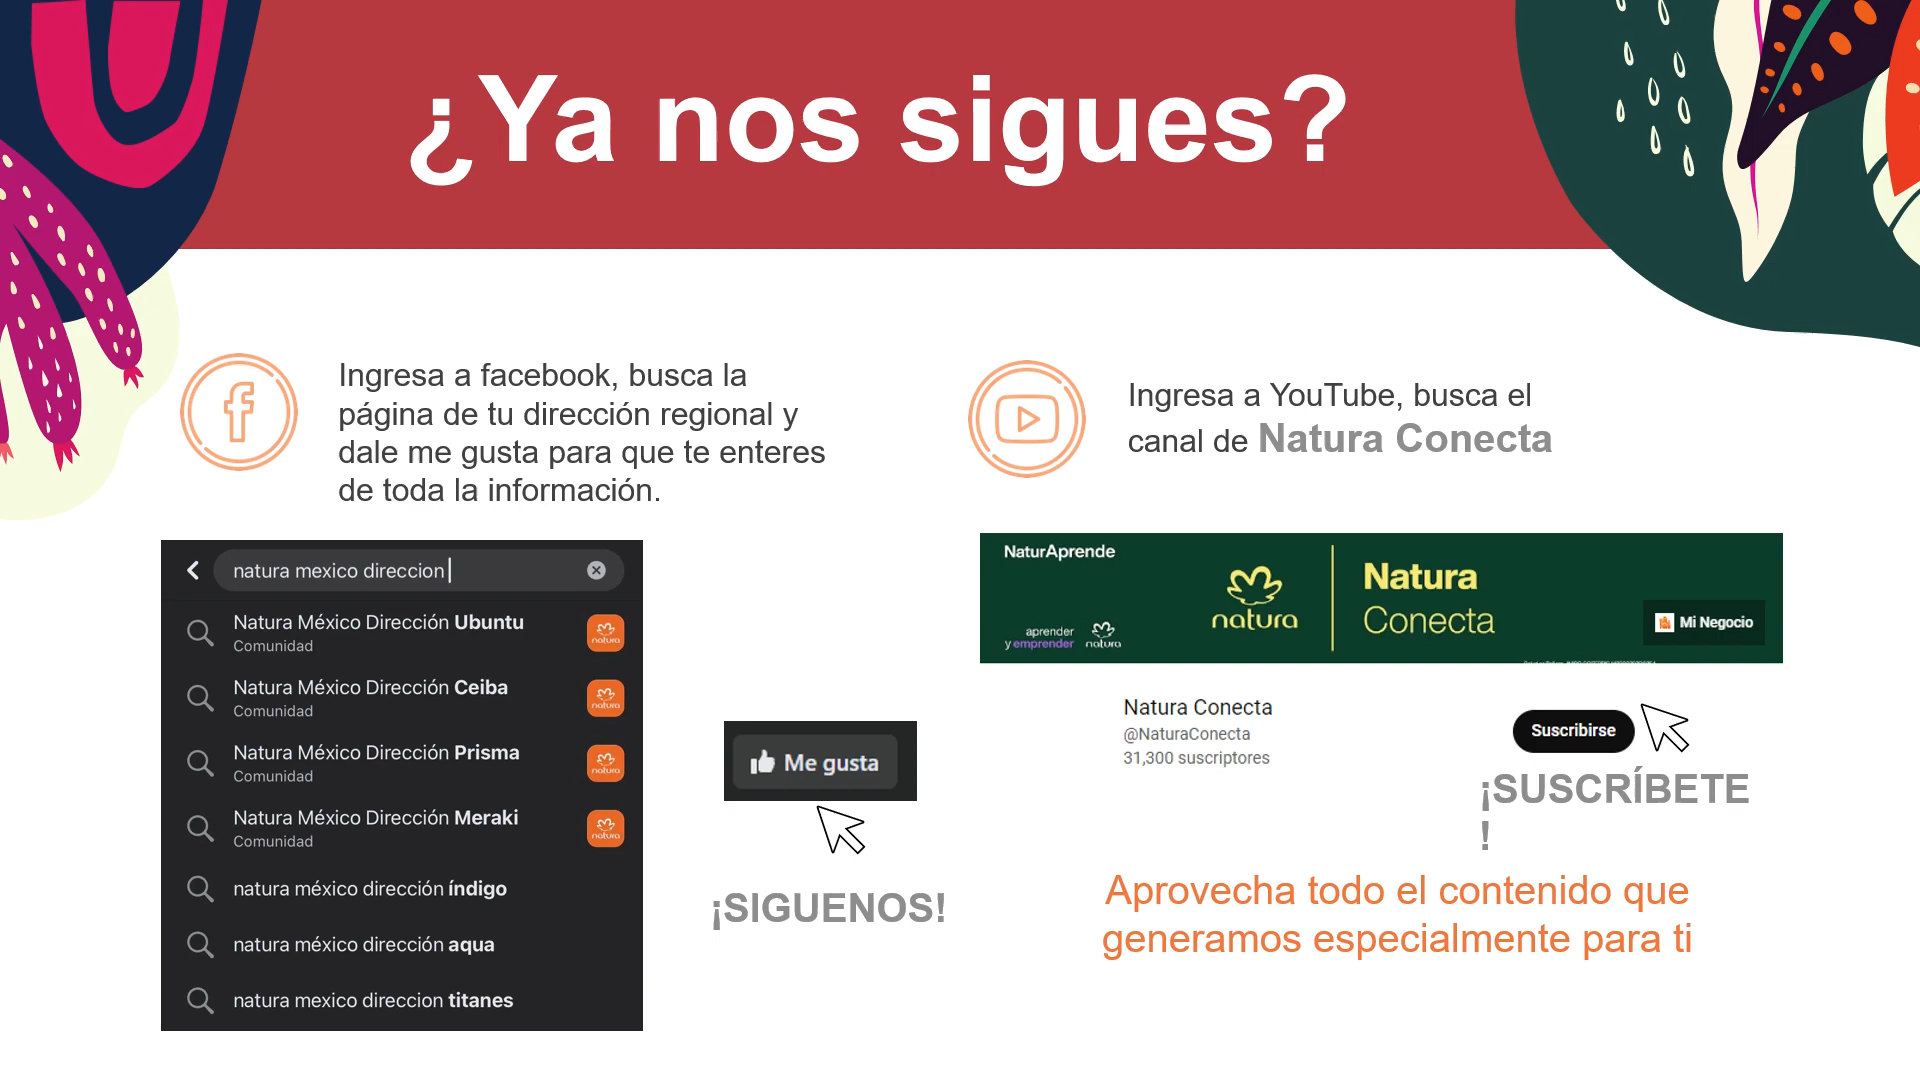 ¿Ya nos sigues?
Ingresa a facebook, busca la
página de tu dirección regional y
dale me gusta para que te enteres
de toda la información.
natura mexico direccion
Natura México Dirección Ubuntu
Comunidad
natura
Natura México Dirección Ceiba
Comunidad
natura
Natura México Dirección Prisma
Comunidad
natura
Natura México Dirección Meraki
Comunidad
natura
natura méxico dirección índigo
natura méxico dirección aqua
natura mexico direccion titanes
Me gusta
¡SIGUENOS!
Ingresa a YouTube, busca el
canal de Natura Conecta
NaturAprende
aprender
y emprender
natura
natura
Natura
Conecta
Mi Negocio
Natura Conecta
@NaturaConecta
31,300 suscriptores
Suscribirse
¡SUSCRÍBETE
!
Aprovecha todo el contenido que
generamos especialmente para ti